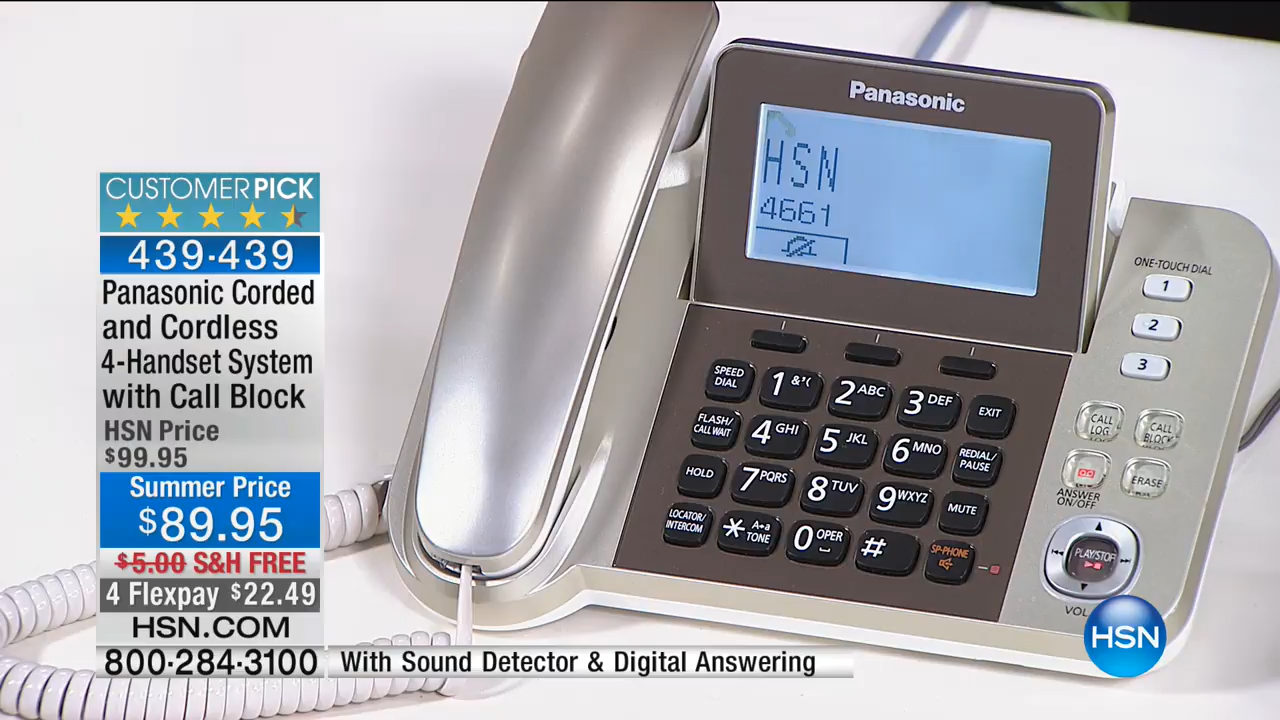 CUSTOMER PICK
439-439
Panasonic Corded
and Cordless
4-Handset System
with Call Block
HSN Price
$99.95
Summer Price
$89.95
$5.00 S&H FREE
4 Flexpay $22.49
HSN.COM
800·284·3100
With Sound Detector & Digital Answering
Panasonic
HSN
4661
ONE-TOUCH DIAL
1
2
3
SPEED DIAL
1 &'(
2 ABC
3 DEF
EXIT
FLASH/
CALL WAIT
4 GHI
5 JKL
6 MNO
REDIAL/
PAUSE
HOLD
7 PQRS
8 TUV
9 WXYZ
MUTE
LOCATOR/
INTERCOM
* A→a
TONE
0 OPER
#
SP-PHONE
CALL
LOG
CALL
BLOCK
ANSWER
ON/OFF
ERASE
PLAY/STOP
VOL
HSN